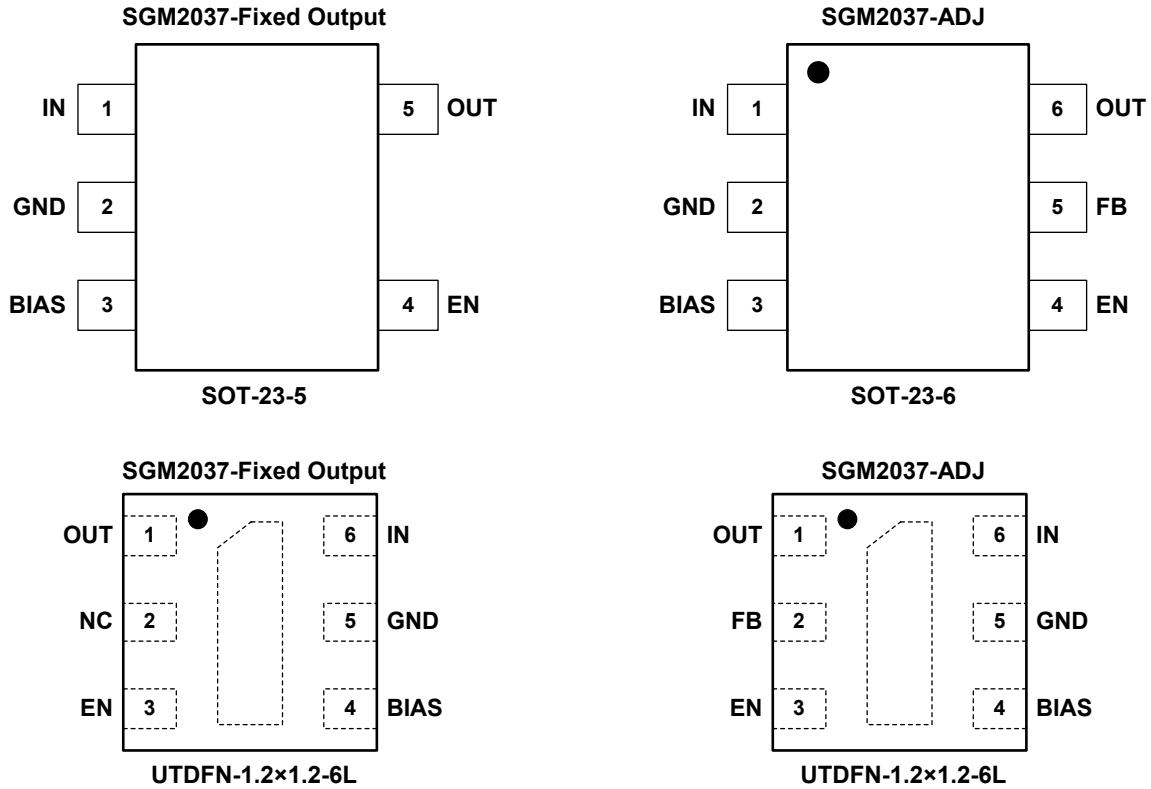 SGM2037-Fixed Output
IN 1
5 OUT
GND 2
BIAS 3
4 EN
SOT-23-5
SGM2037-ADJ
IN 1
6 OUT
GND 2
5 FB
BIAS 3
4 EN
SOT-23-6
SGM2037-Fixed Output
OUT 1
6 IN
NC 2
5 GND
EN 3
4 BIAS
UTDFN-1.2×1.2-6L
SGM2037-ADJ
OUT 1
6 IN
FB 2
5 GND
EN 3
4 BIAS
UTDFN-1.2×1.2-6L